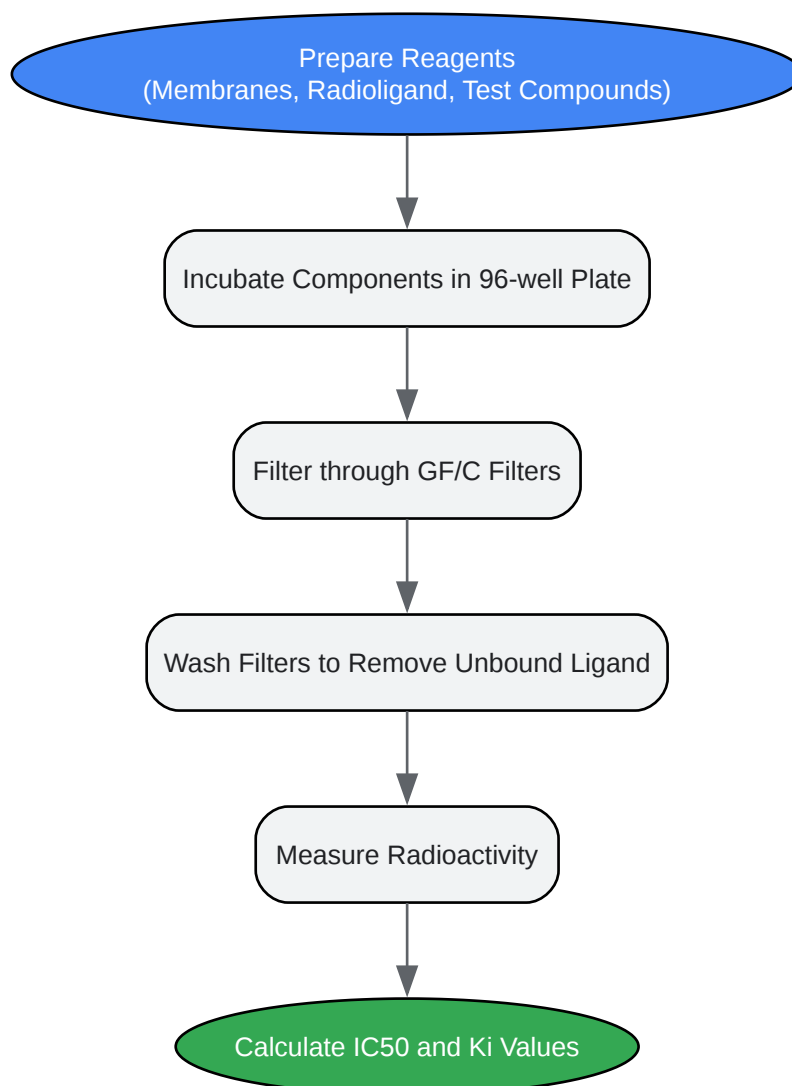 Prepare Reagents
(Membranes, Radioligand, Test Compounds)
Incubate Components in 96-well Plate
Filter through GF/C Filters
Wash Filters to Remove Unbound Ligand
Measure Radioactivity
Calculate IC50 and Ki Values